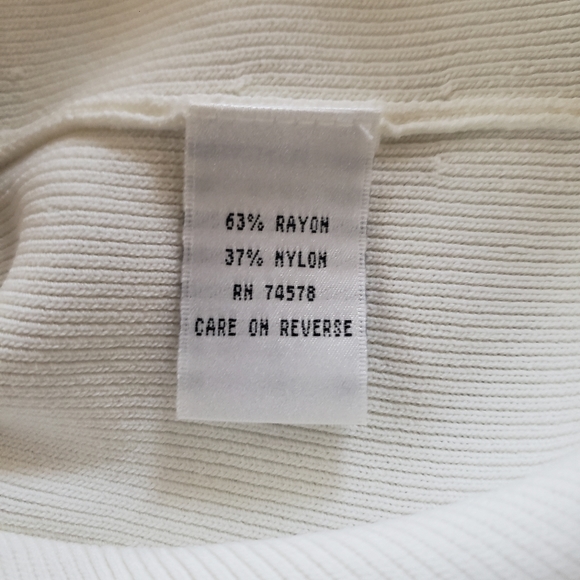 63% RAYON
37% NYLON
RN 74578
CARE ON REVERSE